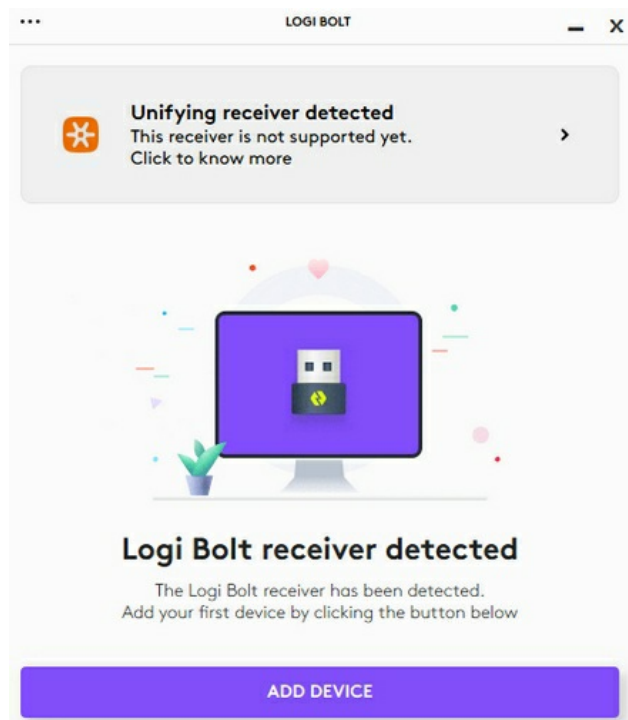 LOGI BOLT
Unifying receiver detected
This receiver is not supported yet.
Click to know more
Logi Bolt receiver detected
The Logi Bolt receiver has been detected.
Add your first device by clicking the button below
ADD DEVICE